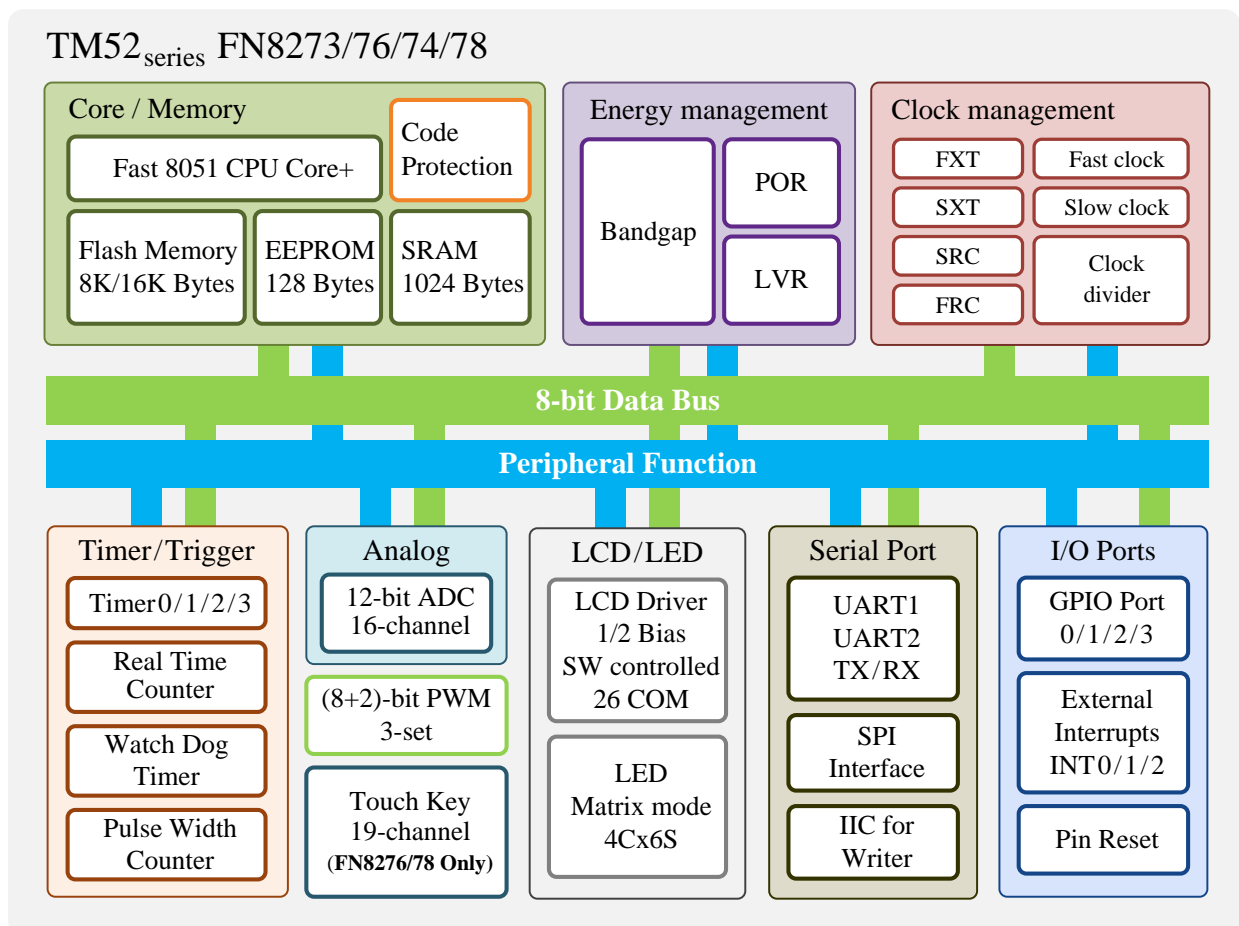 TM52series FN8273/76/74/78
Core / Memory
Fast 8051 CPU Core+
Code
Protection
Flash Memory
8K/16K Bytes
EEPROM
128 Bytes
SRAM
1024 Bytes
Energy management
Bandgap
POR
LVR
Clock management
FXT
SXT
SRC
FRC
Fast clock
Slow clock
Clock
divider
8-bit Data Bus
Peripheral Function
Timer/Trigger
Timer0/1/2/3
Real Time
Counter
Watch Dog
Timer
Pulse Width
Counter
Analog
12-bit ADC
16-channel
(8+2)-bit PWM
3-set
Touch Key
19-channel
(FN8276/78 Only)
LCD/LED
LCD Driver
1/2 Bias
SW controlled
26 COM
LED
Matrix mode
4Cx6S
Serial Port
UART1
UART2
TX/RX
SPI
Interface
IIC for
Writer
I/O Ports
GPIO Port
0/1/2/3
External
Interrupts
INT0/1/2
Pin Reset